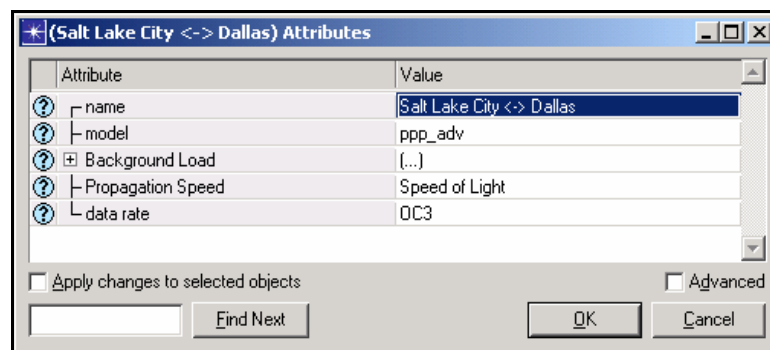 (Salt Lake City <-> Dallas) Attributes
Attribute Value
? name Salt Lake City <-> Dallas
? model ppp_adv
? + Background Load (...)
? Propagation Speed Speed of Light
? data rate OC3
Apply changes to selected objects Advanced
Find Next OK Cancel